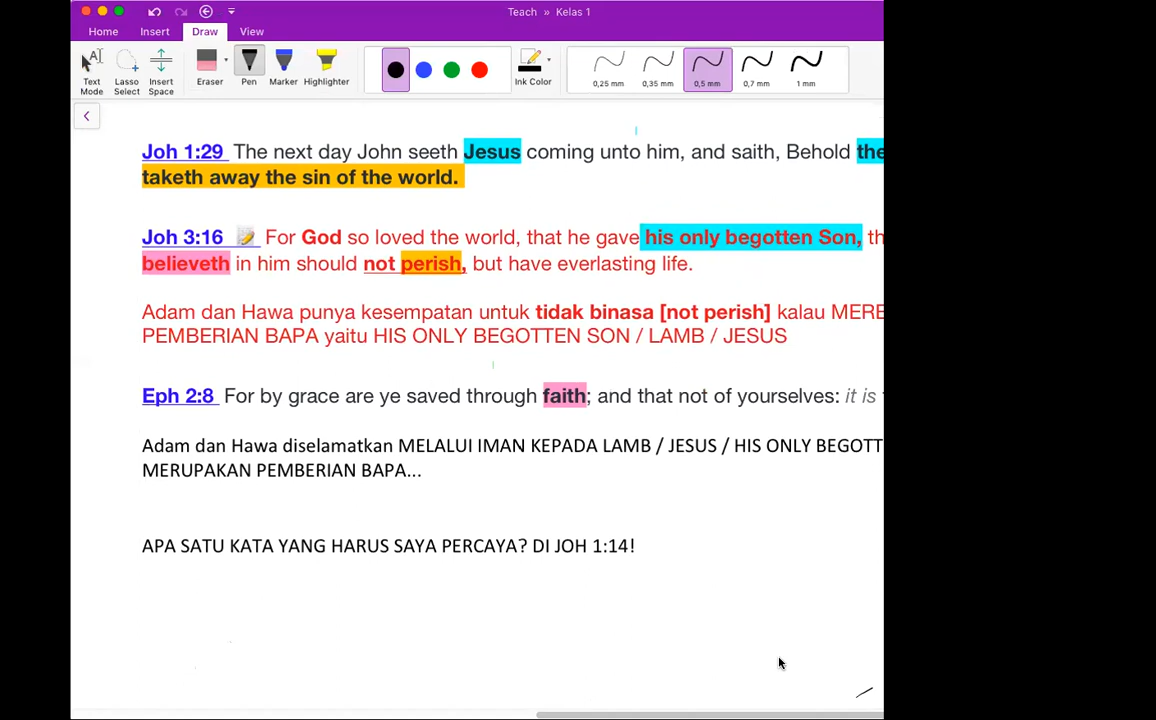 Teach » Kelas 1
Home Insert Draw View
Text Mode
Lasso Select
Insert Space
Eraser
Pen
Marker
Highlighter
Ink Color
0,25 mm
0,35 mm
0,5 mm
0,7 mm
1 mm
Joh 1:29 The next day John seeth Jesus coming unto him, and saith, Behold the
taketh away the sin of the world.
Joh 3:16 For God so loved the world, that he gave his only begotten Son, th
believeth in him should not perish, but have everlasting life.
Adam dan Hawa punya kesempatan untuk tidak binasa [not perish] kalau MERE
PEMBERIAN BAPA yaitu HIS ONLY BEGOTTEN SON / LAMB / JESUS
Eph 2:8 For by grace are ye saved through faith; and that not of yourselves: it is
Adam dan Hawa diselamatkan MELALUI IMAN KEPADA LAMB / JESUS / HIS ONLY BEGOTT
MERUPAKAN PEMBERIAN BAPA...
APA SATU KATA YANG HARUS SAYA PERCAYA? DI JOH 1:14!